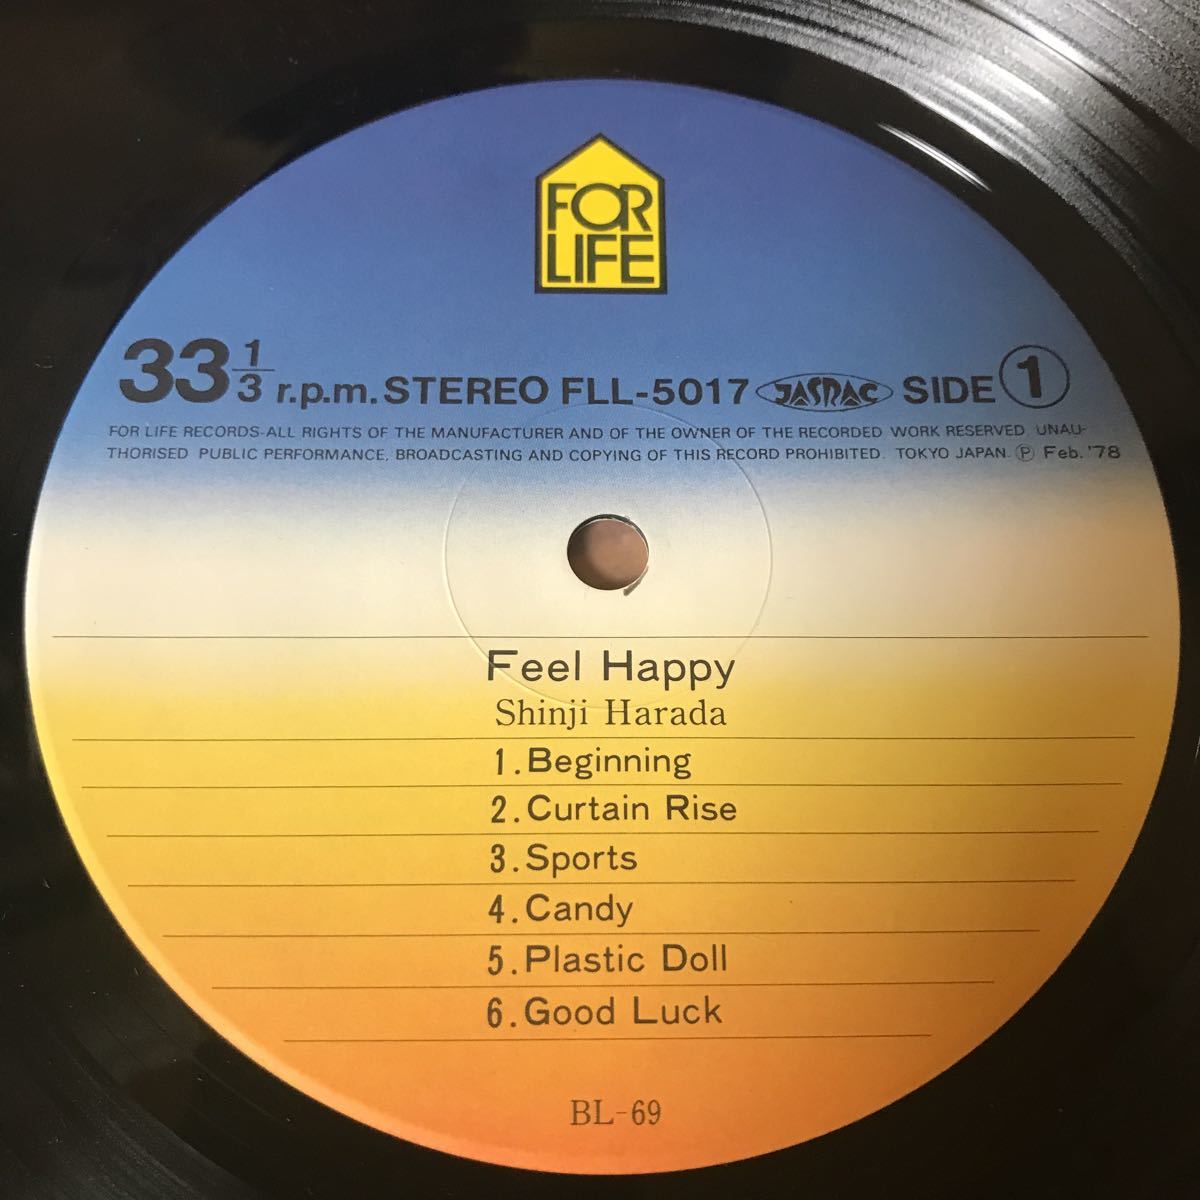 FOR
LIFE
33 1/3 r.p.m. STEREO FLL-5017 JASRAC SIDE 1
FOR LIFE RECORDS-ALL RIGHTS OF THE MANUFACTURER AND OF THE OWNER OF THE RECORDED WORK RESERVED. UNAU-
THORISED PUBLIC PERFORMANCE, BROADCASTING AND COPYING OF THIS RECORD PROHIBITED. TOKYO JAPAN. Ⓟ Feb. '78
Feel Happy
Shinji Harada
1. Beginning
2. Curtain Rise
3. Sports
4. Candy
5. Plastic Doll
6. Good Luck
BL-69